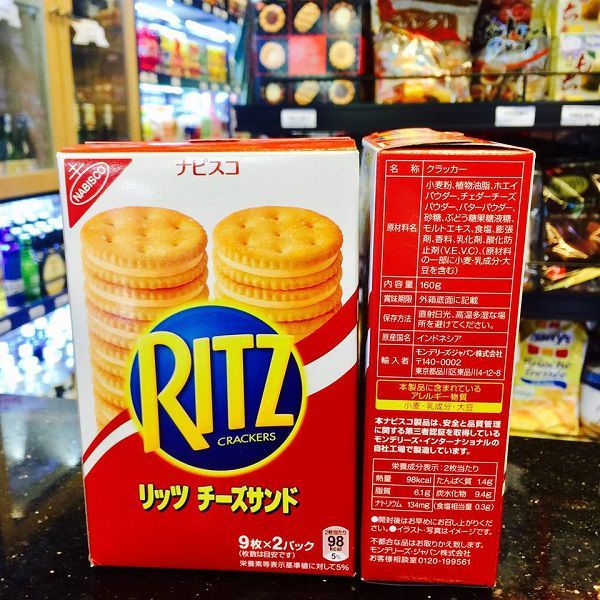 ナビスコ
NABISCO
RITZ
CRACKERS
リッツ チーズサンド
9枚×2パック
(枚数は目安です)
2枚当たり
98
kcal
5%
栄養素等表示基準値に対して5%
名 称 クラッカー
原材料名 小麦粉、植物油脂、ホエイ
パウダー、チェダーチーズ
パウダー、バターパウダー、
砂糖、ぶどう糖果糖液糖、
モルトエキス、食塩、膨張
剤、香料、乳化剤、酸化防
止剤(V.E,V.C)、(原材料
の一部に小麦・乳成分・大
豆を含む)
内容量 160g
賞味期限 外箱底面に記載
保存方法 直射日光、高温多湿な場
所を避けてください。
原産国名 インドネシア
輸入者 モンデリーズ・ジャパン株式会社
〒140-0002
東京都品川区東品川4-12-8
本製品に含まれている
アレルギー物質
小麦・乳成分・大豆
本ナビスコ製品は、安全と品質管理
に関する第三者認証を取得している
モンデリーズ・インターナショナルの
自社工場で製造しています。
栄養成分表示:2枚当たり
熱量 98kcal たんぱく質 1.4g
脂質 6.1g 炭水化物 9.4g
ナトリウム 134mg (食塩相当量 0.3g)
●開封後はお早めにお召し上がりくだ
さい。●イラスト・写真はイメージです。
不都合な品はお取りかえ致します。
モンデリーズ・ジャパン株式会社
お客様相談室0120-199561